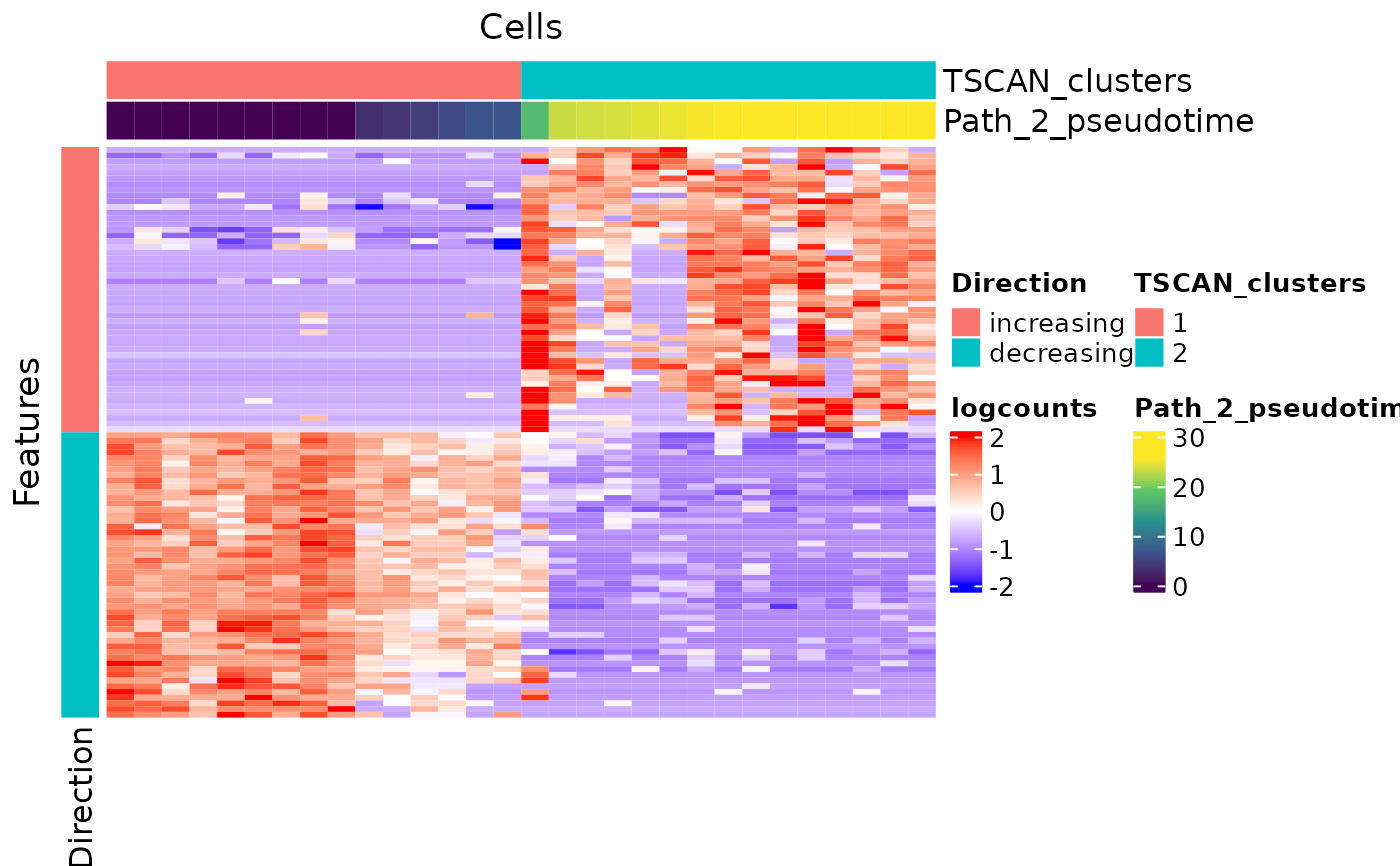 Cells
TSCAN_clusters
Path_2_pseudotime
Features
Direction
Direction
increasing
decreasing
TSCAN_clusters
1
2
logcounts
2
1
0
-1
-2
Path_2_pseudotim
30
20
10
0